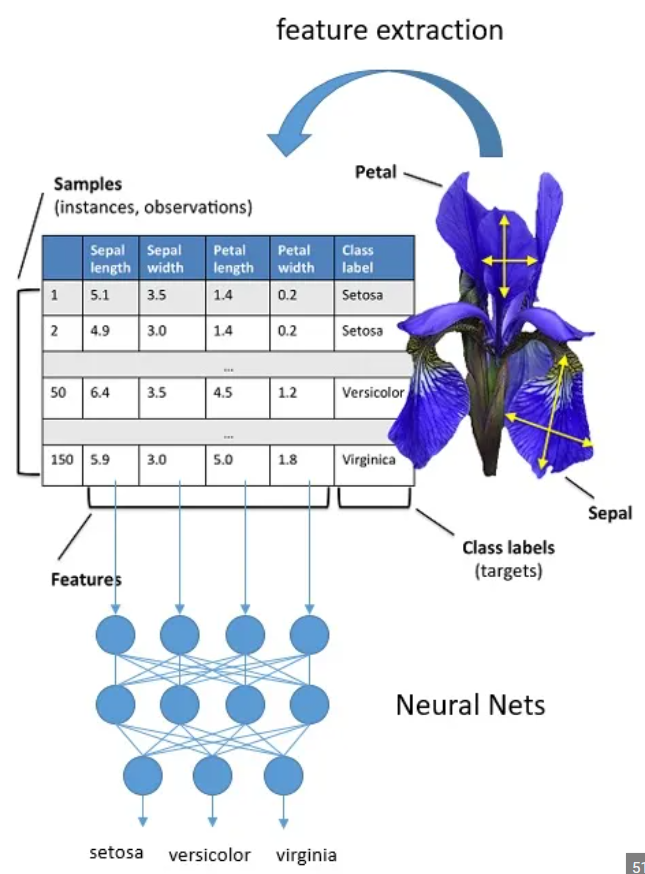 feature extraction
Petal
Samples
(instances, observations)
Sepal length Sepal width Petal length Petal width Class label
1 5.1 3.5 1.4 0.2 Setosa
2 4.9 3.0 1.4 0.2 Setosa
...
50 6.4 3.5 4.5 1.2 Versicolor
...
150 5.9 3.0 5.0 1.8 Virginica
Sepal
Class labels
(targets)
Features
Neural Nets
setosa versicolor virginia
51